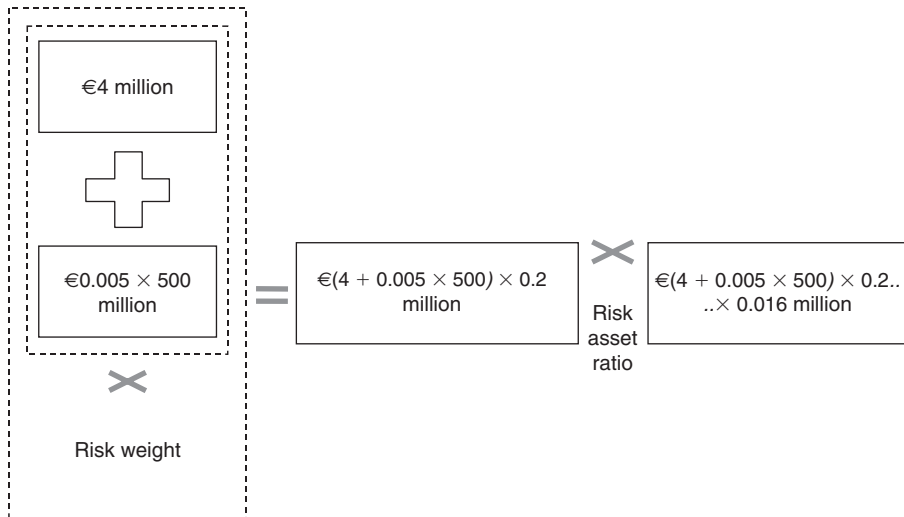 €4 million
€0.005 × 500
million
Risk weight
€(4 + 0.005 × 500) × 0.2
million
Risk
asset
ratio
€(4 + 0.005 × 500) × 0.2..
..× 0.016 million